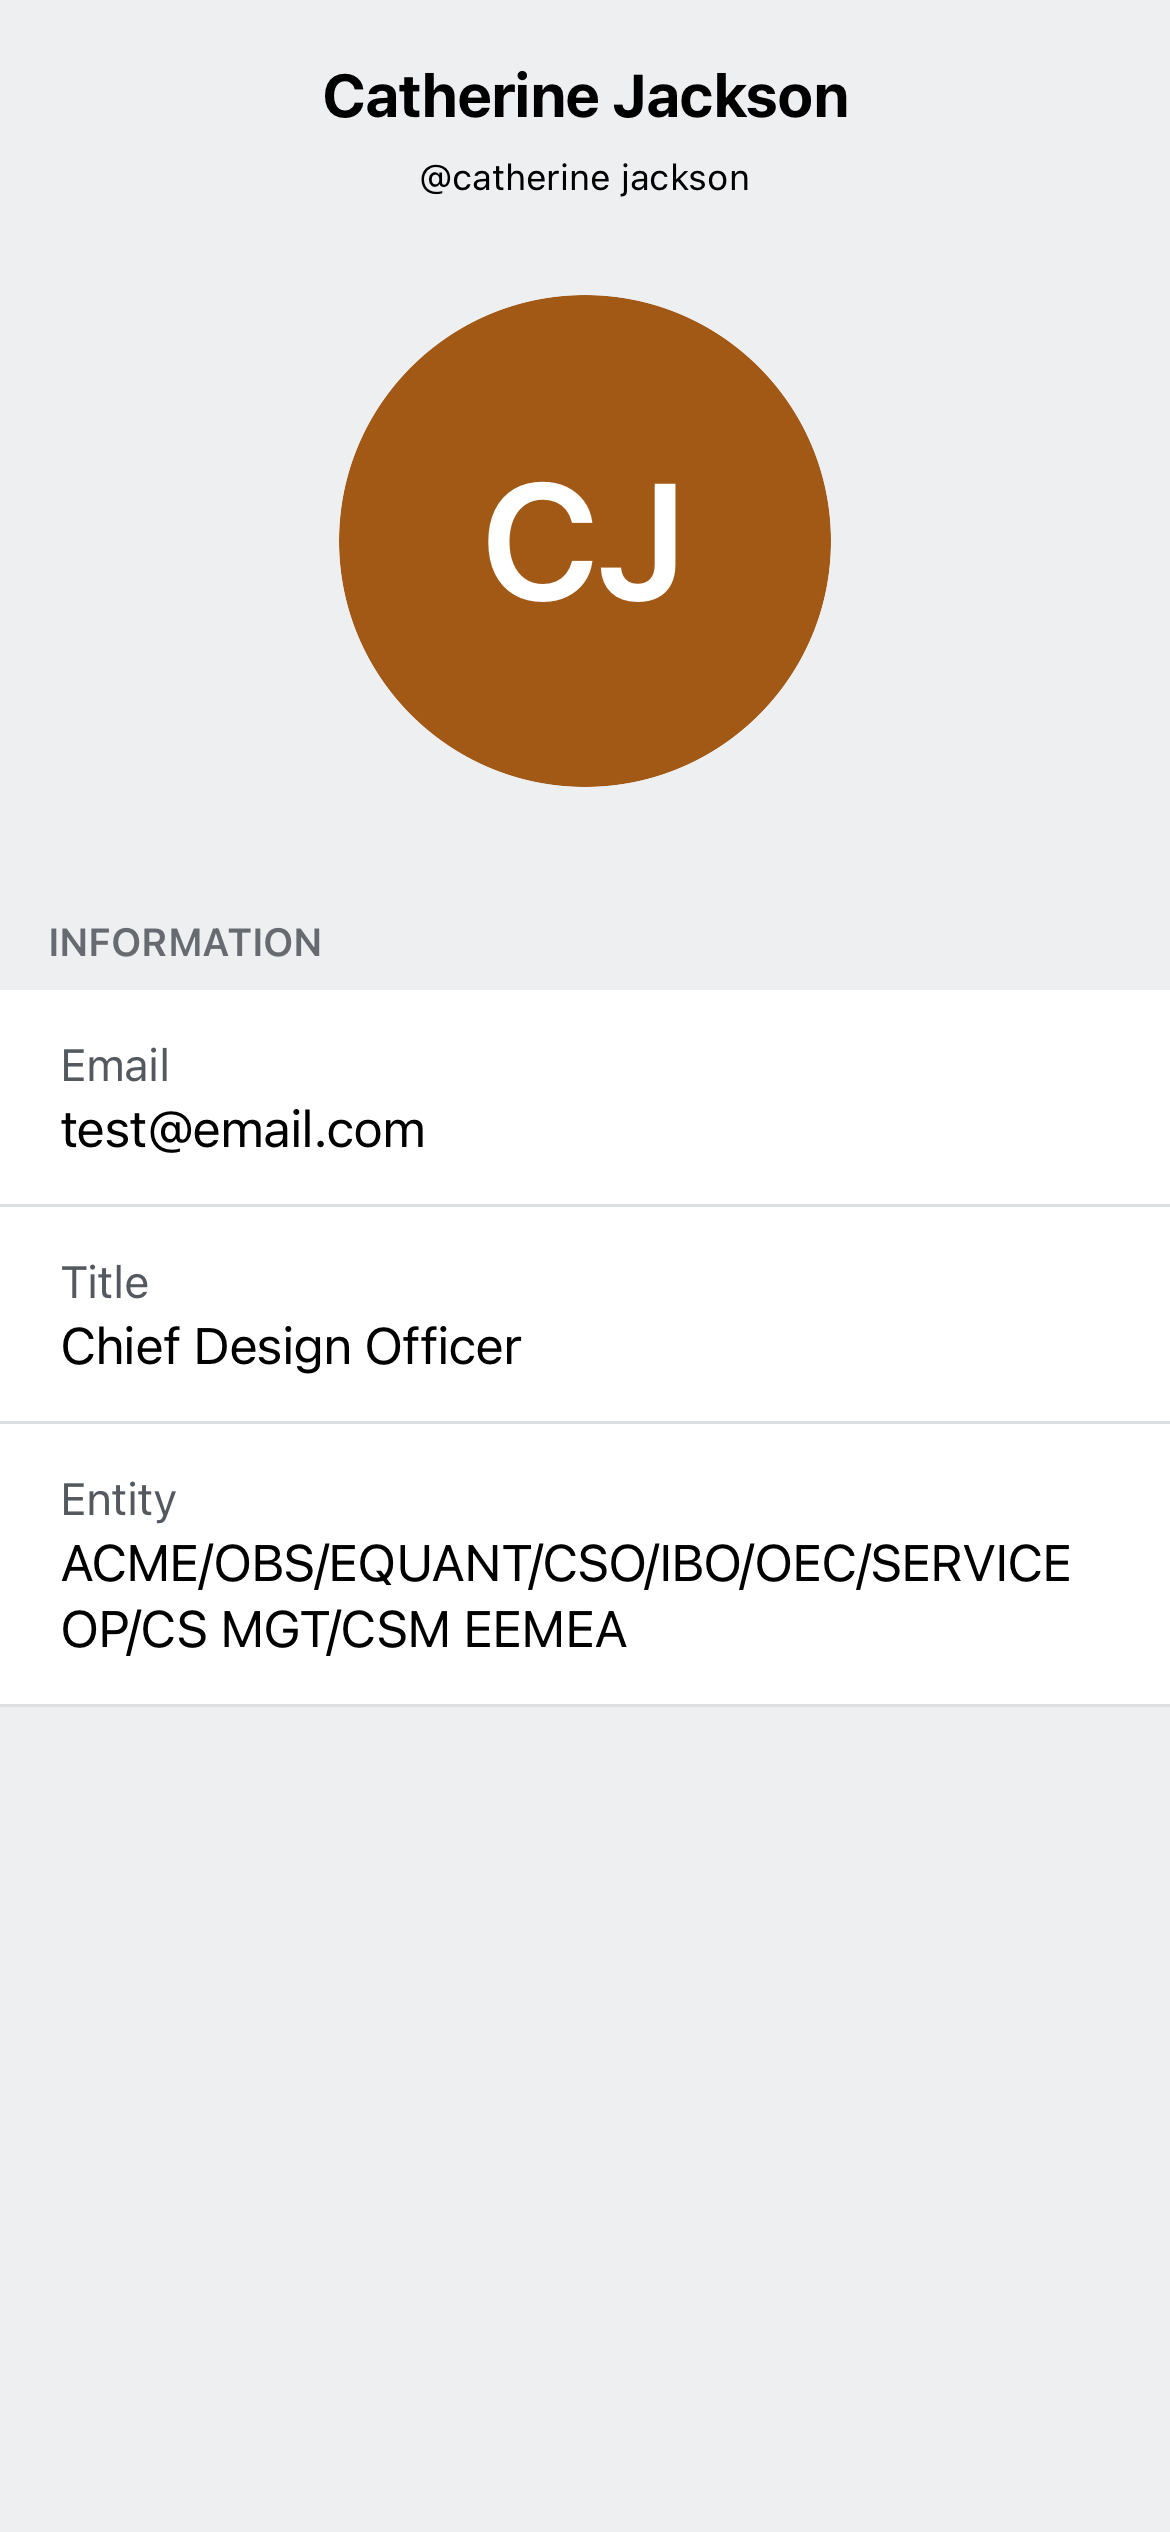 Catherine Jackson
@catherine jackson
CJ
INFORMATION
Email
test@email.com
Title
Chief Design Officer
Entity
ACME/OBS/EQUANT/CSO/IBO/OEC/SERVICE
OP/CS MGT/CSM EEMEA